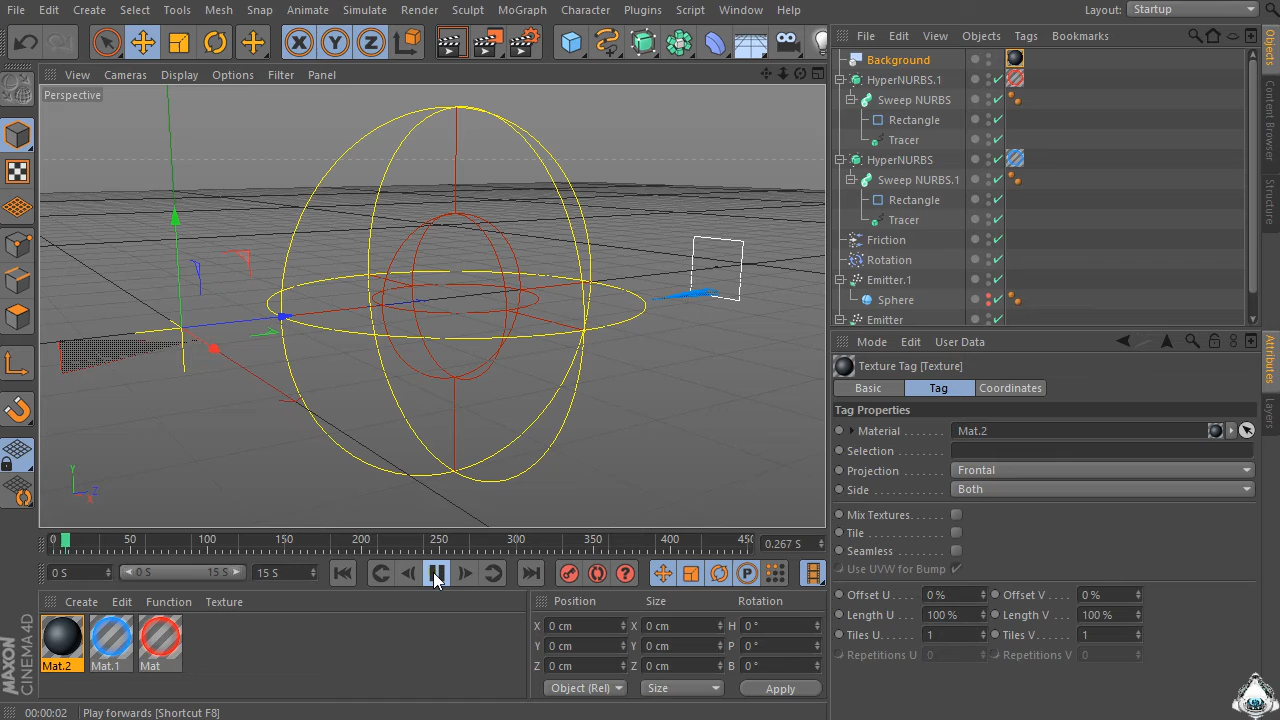 File Edit Create Select Tools Mesh Snap Animate Simulate Render Sculpt MoGraph Character Plugins Script Window Help Layout: Startup
View Cameras Display Options Filter Panel
Perspective
Y
Z
X
0 50 100 150 200 250 300 350 400 45 0.267 S
0 S 0 S 15 S 15 S
Create Edit Function Texture
Mat.2 Mat.1 Mat
Position Size Rotation
X 0 cm X 0 cm H 0 °
Y 0 cm Y 0 cm P 0 °
Z 0 cm Z 0 cm B 0 °
Object (Rel) Size Apply
MAXON
CINEMA 4D
00:00:02 Play forwards [Shortcut F8]
File Edit View Objects Tags Bookmarks
Background
HyperNURBS.1
Sweep NURBS
Rectangle
Tracer
HyperNURBS
Sweep NURBS.1
Rectangle
Tracer
Friction
Rotation
Emitter.1
Sphere
Emitter
Objects
Content Browser
Structure
Mode Edit User Data
Texture Tag [Texture]
Basic Tag Coordinates
Tag Properties
Material Mat.2
Selection
Projection Frontal
Side Both
Mix Textures
Tile
Seamless
Use UVW for Bump
Offset U 0 % Offset V 0 %
Length U 100 % Length V 100 %
Tiles U 1 Tiles V 1
Repetitions U 0 Repetitions V 0
Attributes
Layers